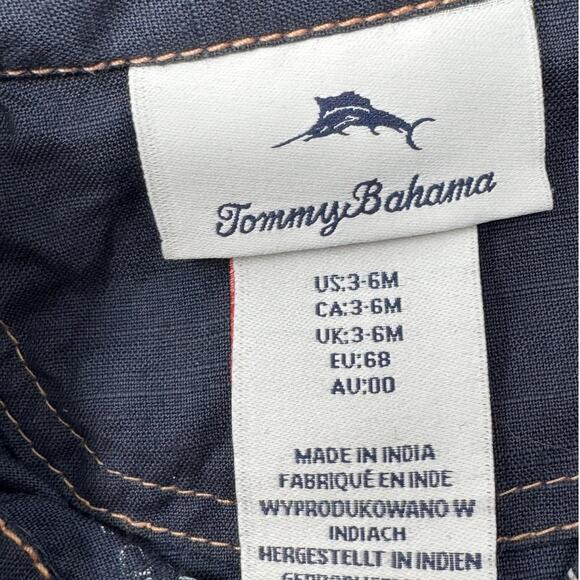 Tommy Bahama
US:3-6M
CA:3-6M
UK:3-6M
EU:68
AU:00
MADE IN INDIA
FABRIQUÉ EN INDE
WYPRODUKOWANO W
INDIACH
HERGESTELLT IN INDIEN